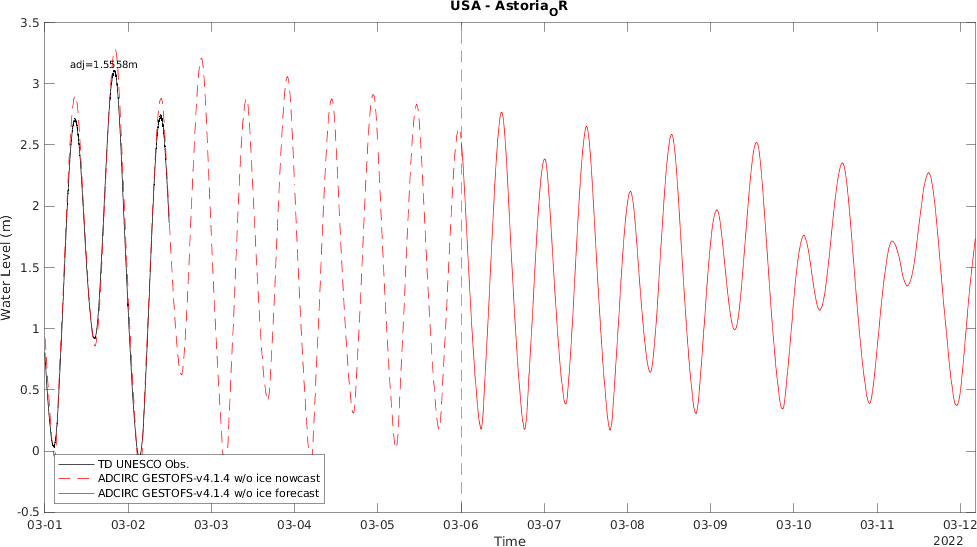 USA - AstoriaOR
3.5
3
2.5
2
1.5
1
0.5
0
-0.5
Water Level (m)
adj=1.5558m
TD UNESCO Obs.
ADCIRC GESTOFS-v4.1.4 w/o ice nowcast
ADCIRC GESTOFS-v4.1.4 w/o ice forecast
03-01 03-02 03-03 03-04 03-05 03-06 03-07 03-08 03-09 03-10 03-11 03-12
Time
2022